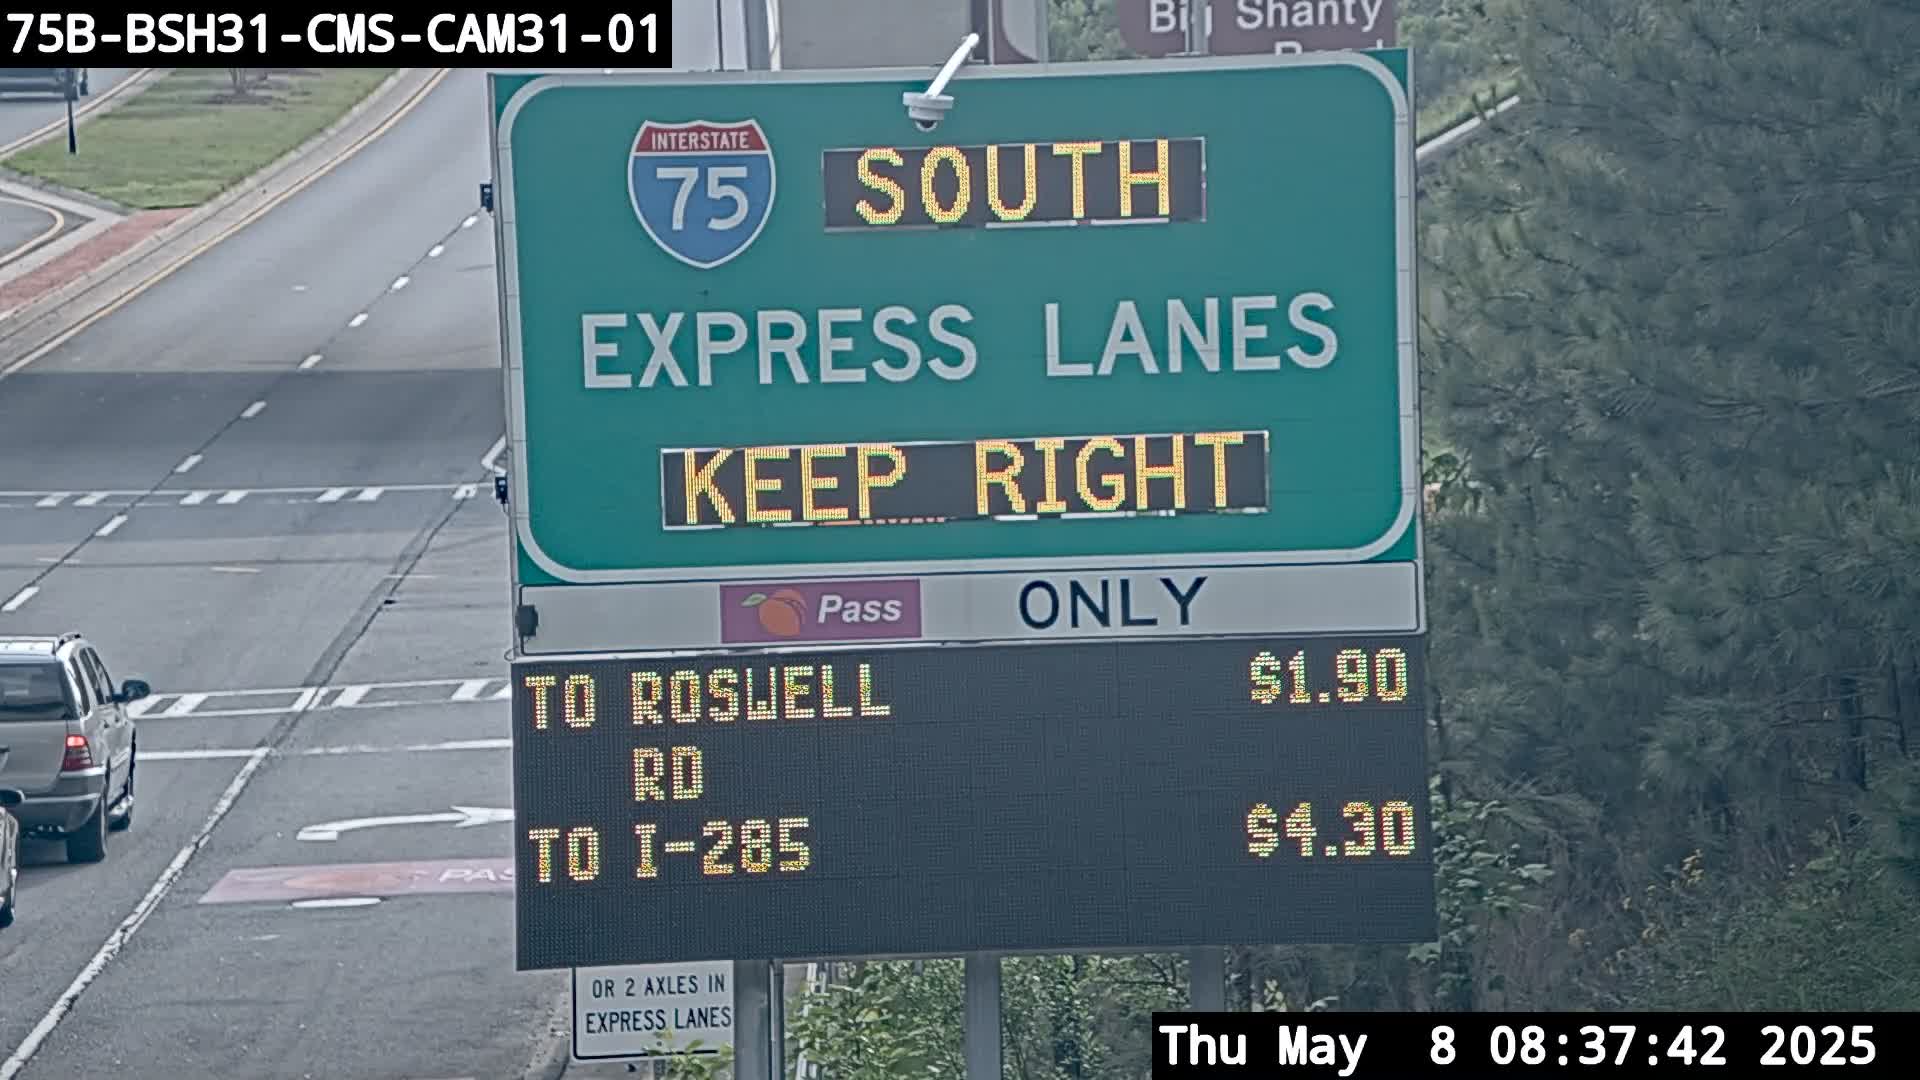 75B-BSH31-CMS-CAM31-01
Big Shanty
Road
INTERSTATE
75
SOUTH
EXPRESS LANES
KEEP RIGHT
Pass ONLY
TO ROSWELL $1.90
RD
TO I-285 $4.30
PAS
OR 2 AXLES IN
EXPRESS LANES
Thu May 8 08:37:42 2025